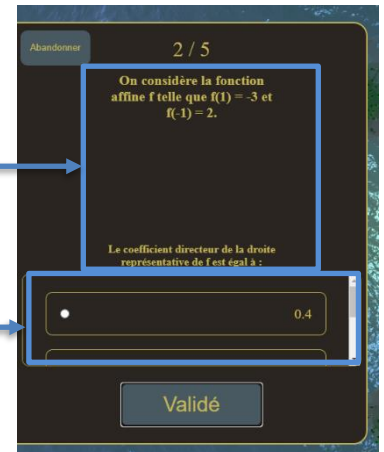 Abandonner
2 / 5
On considère la fonction
affine f telle que f(1) = -3 et
f(-1) = 2.
Le coefficient directeur de la droite
représentative de f est égal à :
0.4
Validé